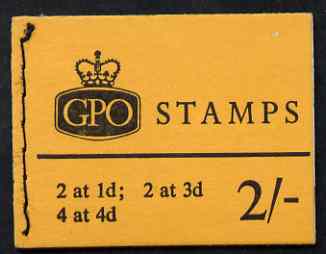 GPO STAMPS
2 at 1d; 2 at 3d
4 at 4d
2/-